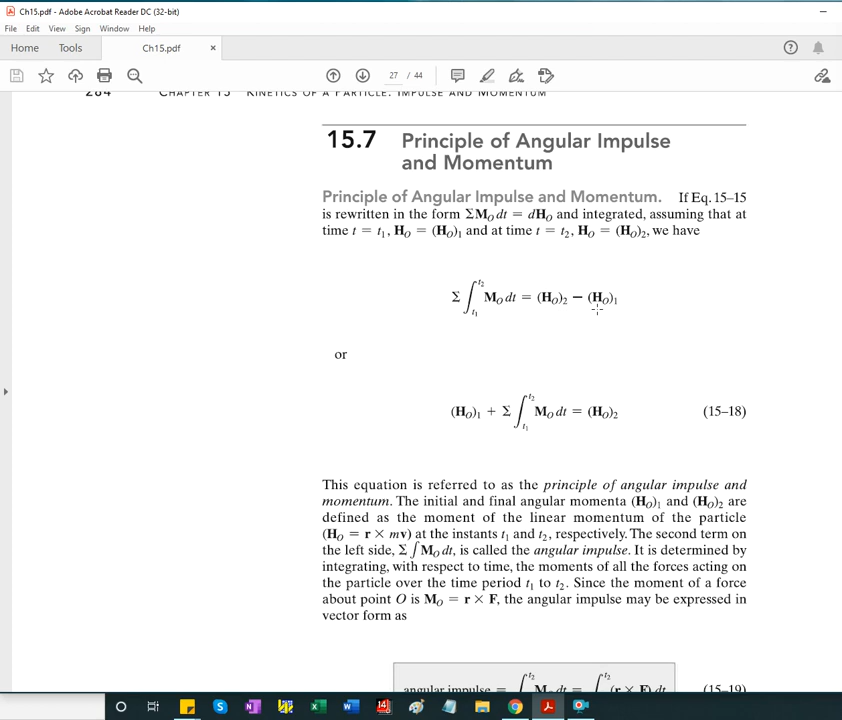 Ch15.pdf - Adobe Acrobat Reader DC (32-bit)
File Edit View Sign Window Help
Home Tools Ch15.pdf ×
27 / 44
284 CHAPTER 15 KINETICS OF A PARTICLE: IMPULSE AND MOMENTUM
15.7 Principle of Angular Impulse
and Momentum
Principle of Angular Impulse and Momentum. If Eq. 15–15
is rewritten in the form ΣM_O dt = dH_O and integrated, assuming that at
time t = t₁, H_O = (H_O)₁ and at time t = t₂, H_O = (H_O)₂, we have
Σ ∫_{t₁}^{t₂} M_O dt = (H_O)₂ − (H_O)₁
or
(H_O)₁ + Σ ∫_{t₁}^{t₂} M_O dt = (H_O)₂ (15–18)
This equation is referred to as the principle of angular impulse and
momentum. The initial and final angular momenta (H_O)₁ and (H_O)₂ are
defined as the moment of the linear momentum of the particle
(H_O = r × mv) at the instants t₁ and t₂, respectively. The second term on
the left side, Σ ∫ M_O dt, is called the angular impulse. It is determined by
integrating, with respect to time, the moments of all the forces acting on
the particle over the time period t₁ to t₂. Since the moment of a force
about point O is M_O = r × F, the angular impulse may be expressed in
vector form as
angular impulse = ∫_{t₁}^{t₂} M_O dt = ∫_{t₁}^{t₂} (r × F) dt (15–19)